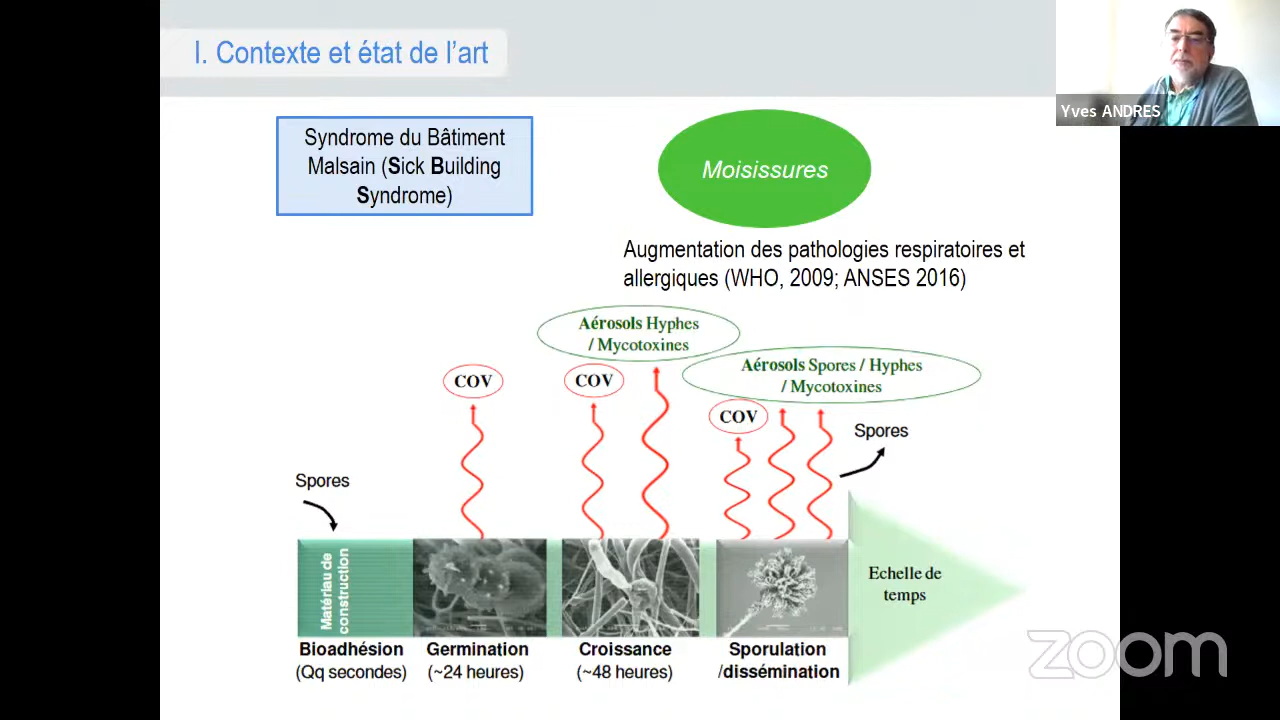 I. Contexte et état de l'art
Yves ANDRES
Syndrome du Bâtiment
Malsain (Sick Building
Syndrome)
Moisissures
Augmentation des pathologies respiratoires et
allergiques (WHO, 2009; ANSES 2016)
Aérosols Hyphes
/ Mycotoxines
Aérosols Spores / Hyphes
/ Mycotoxines
COV
COV
COV
Spores
Spores
Matériau de
construction
Echelle de
temps
Bioadhésion
(Qq secondes)
Germination
(~24 heures)
Croissance
(~48 heures)
Sporulation
/dissémination
zoom